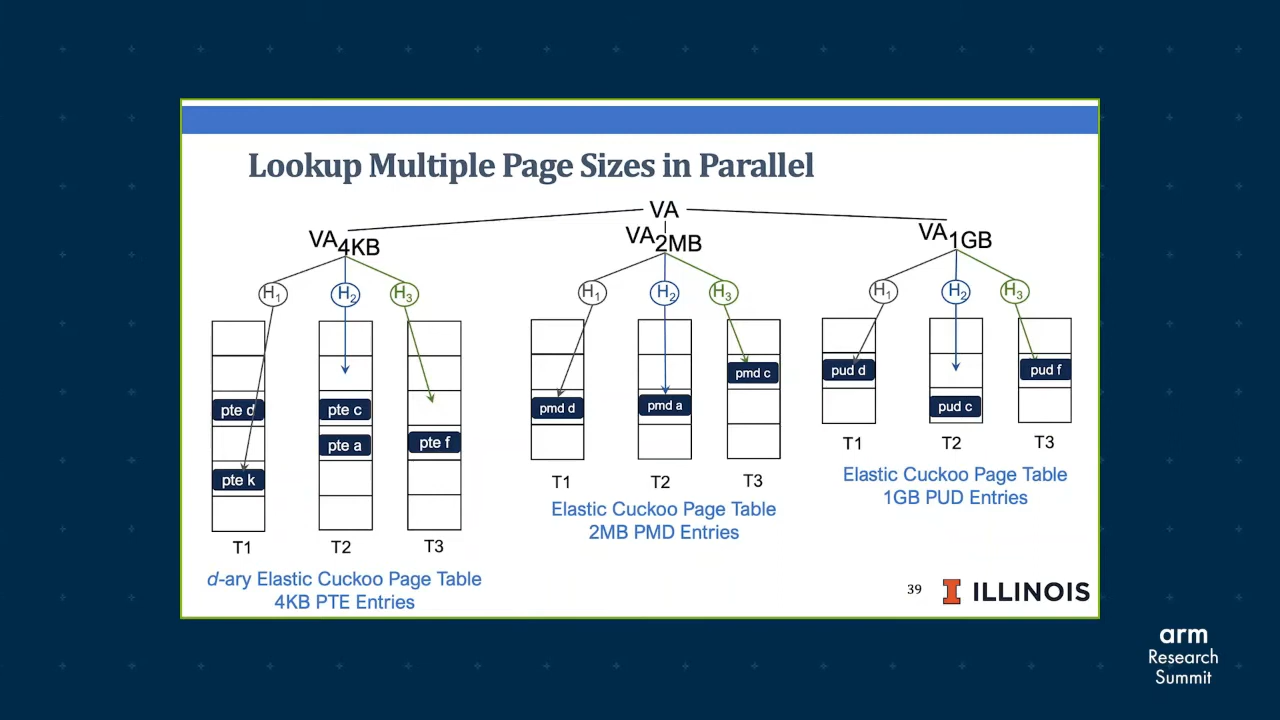 Lookup Multiple Page Sizes in Parallel
VA
VA4KB
VA2MB
VA1GB
H1
H2
H3
H1
H2
H3
H1
H2
H3
pte d
pte k
pte c
pte a
pte f
T1
T2
T3
d-ary Elastic Cuckoo Page Table
4KB PTE Entries
pmd d
pmd a
pmd c
T1
T2
T3
Elastic Cuckoo Page Table
2MB PMD Entries
pud d
pud c
pud f
T1
T2
T3
Elastic Cuckoo Page Table
1GB PUD Entries
39
ILLINOIS
arm
Research
Summit